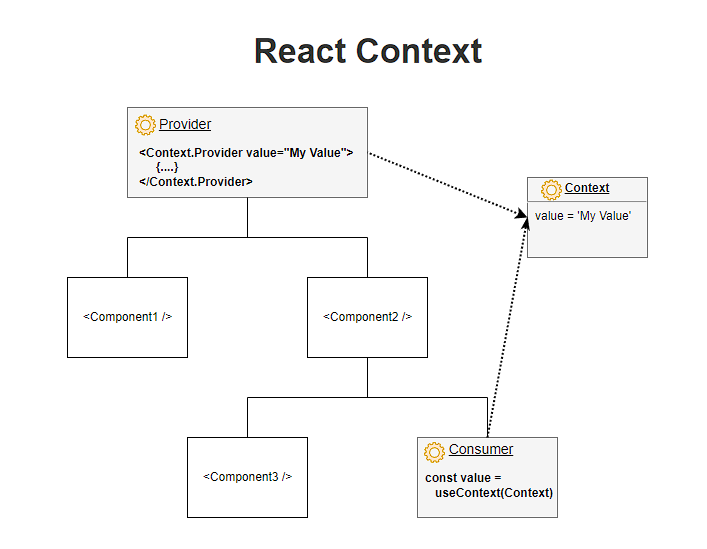 React Context
Provider
<Context.Provider value="My Value">
{....}
</Context.Provider>
Context
value = 'My Value'
<Component1 />
<Component2 />
<Component3 />
Consumer
const value =
useContext(Context)